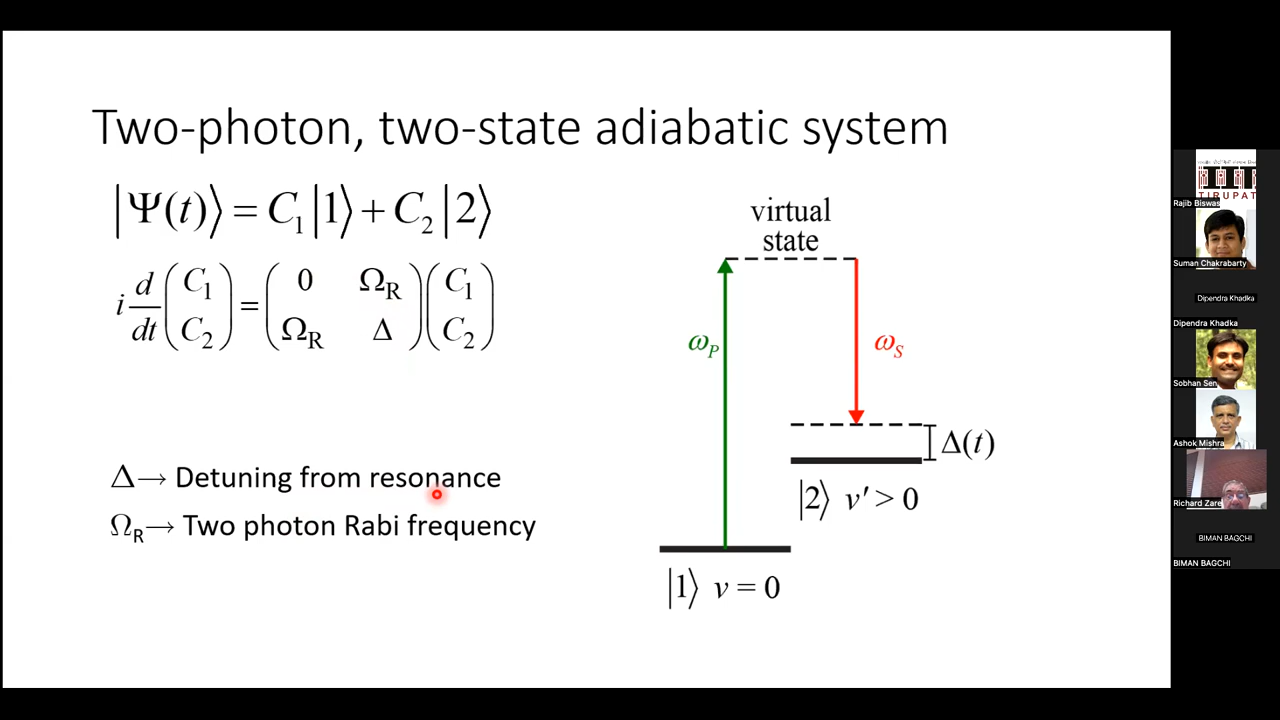 Two-photon, two-state adiabatic system
|Ψ(t)⟩ = C₁|1⟩ + C₂|2⟩
i d/dt (C₁ C₂) = (0 Ω_R Ω_R Δ) (C₁ C₂)
Δ→ Detuning from resonance
Ω_R→ Two photon Rabi frequency
virtual
state
ω_P
ω_S
Δ(t)
|2⟩ v′ > 0
|1⟩ v = 0
TIRUPAT
Rajib Biswas
Suman Chakrabarty
Dipendra Khadka
Dipendra Khadka
Sobhan Sen
Ashok Mishra
Richard Zare
BIMAN BAGCHI
BIMAN BAGCHI